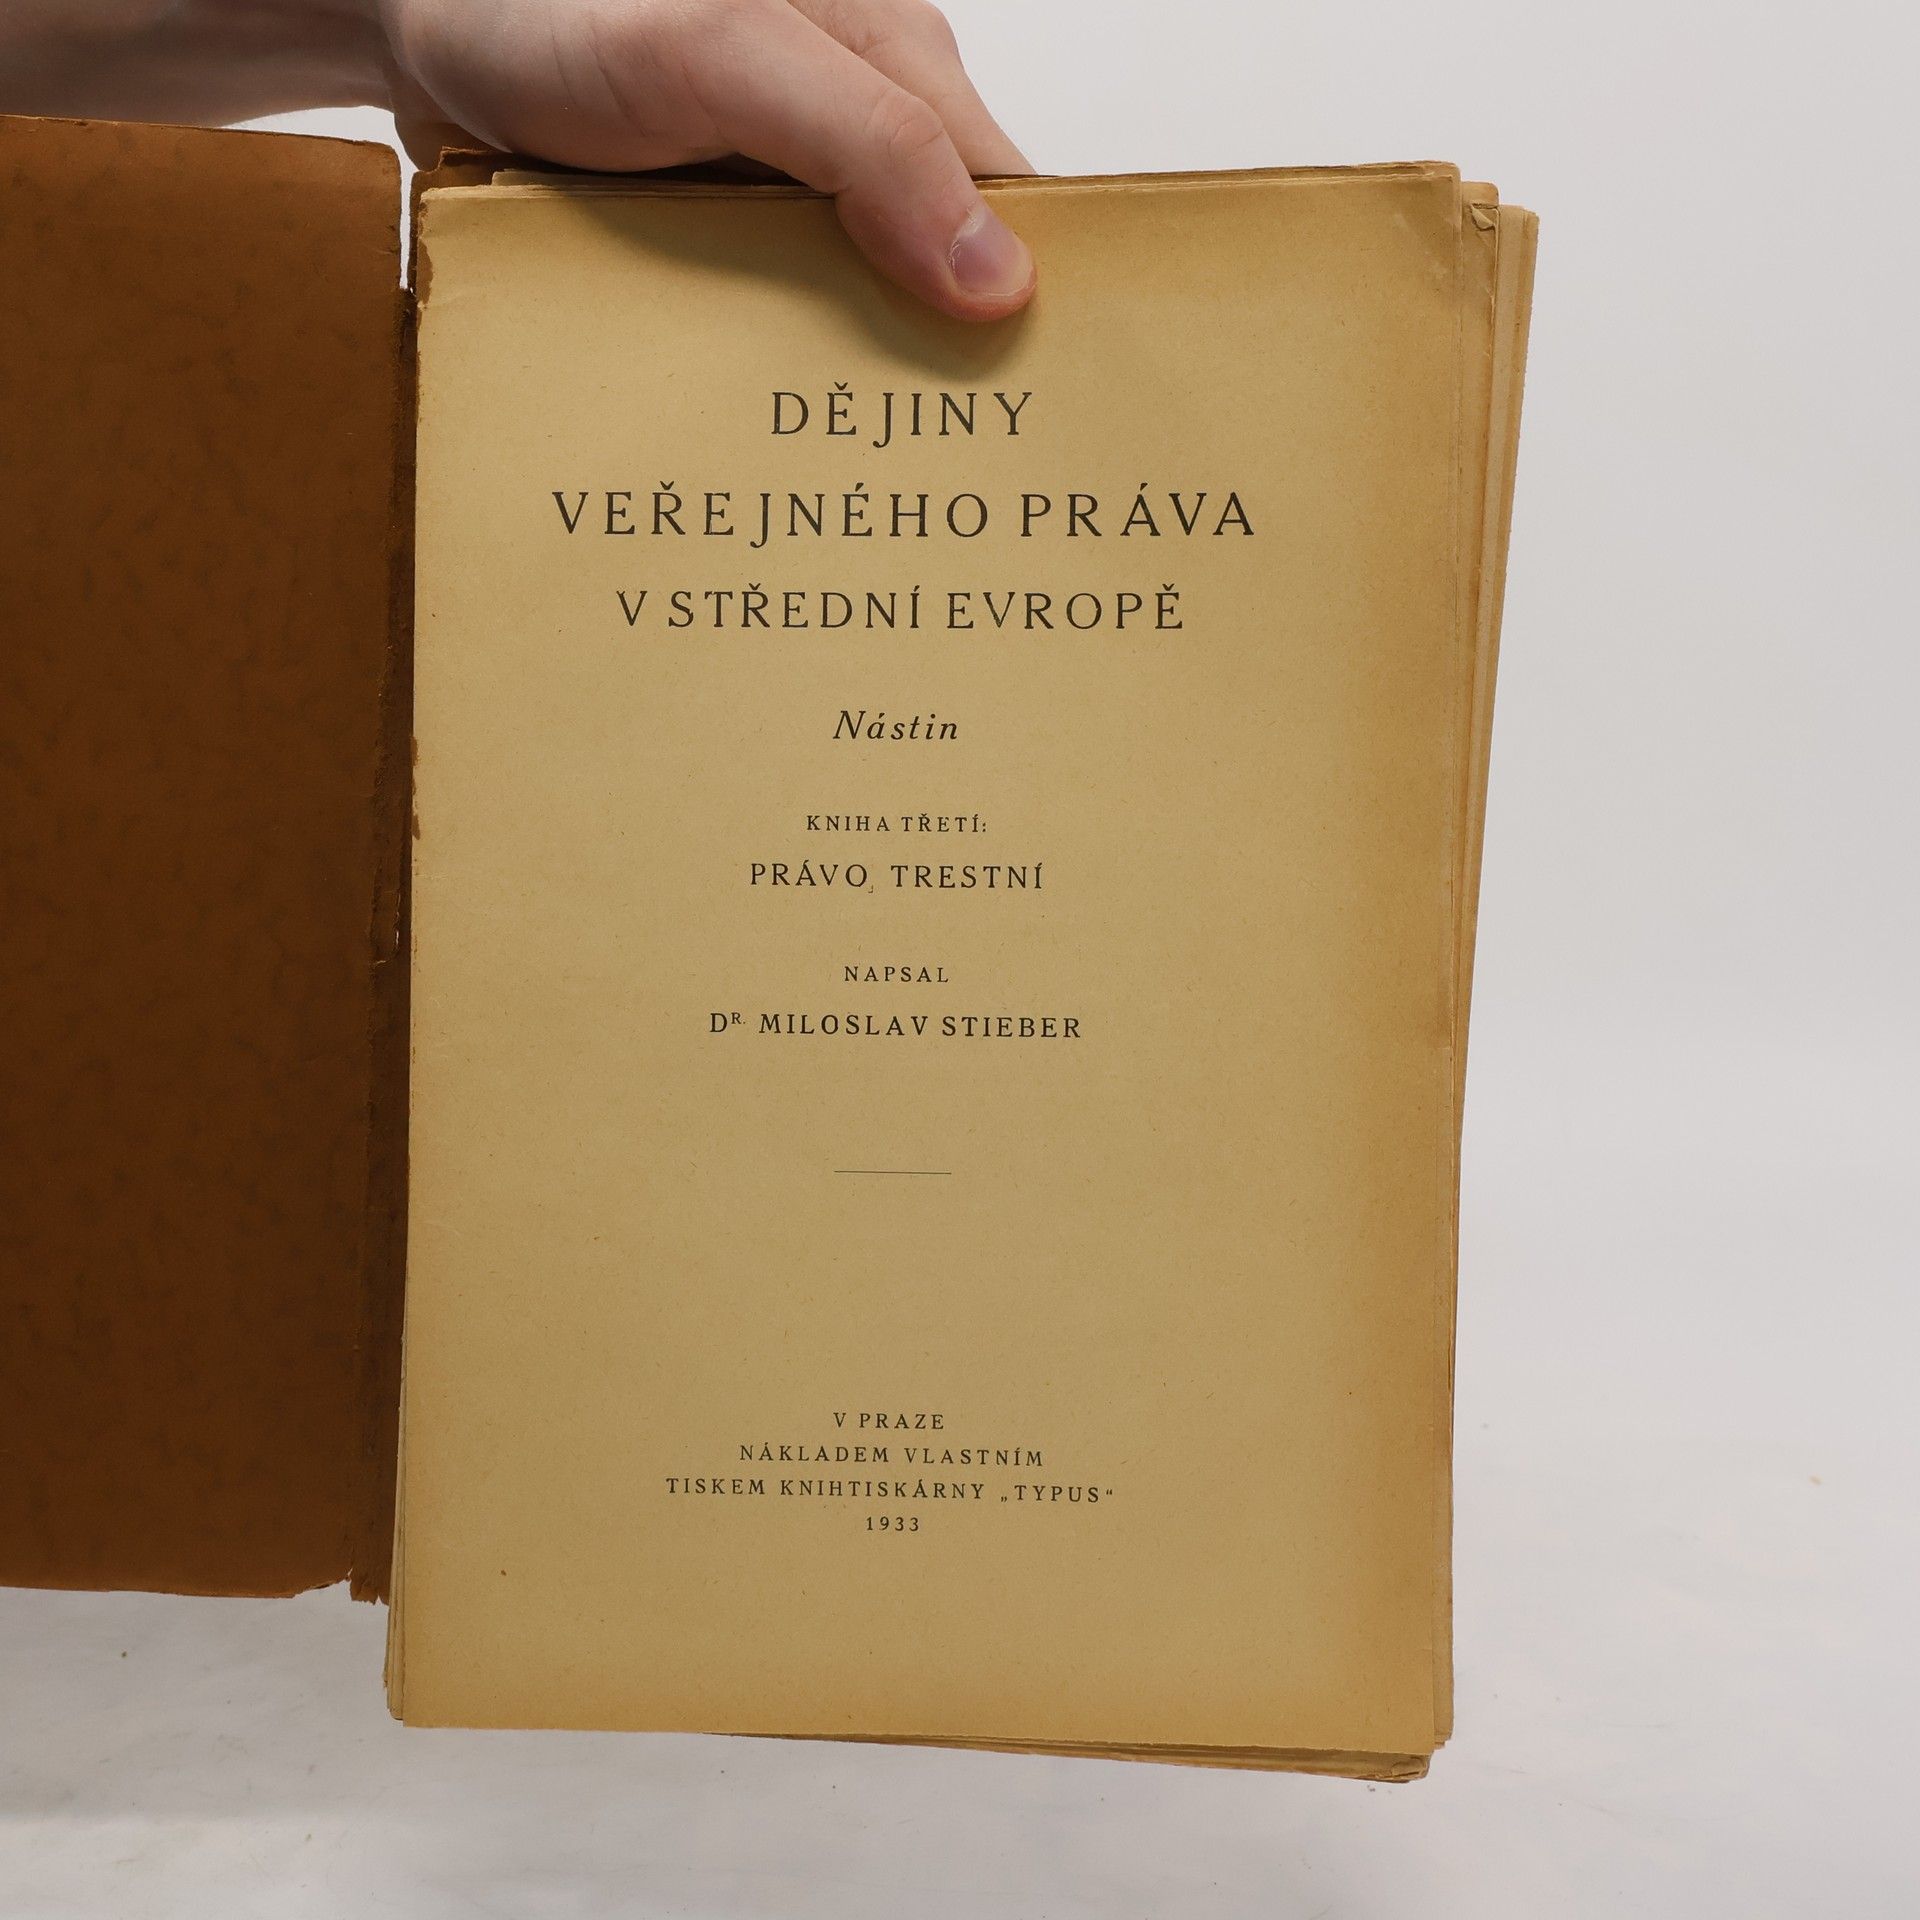 DĚJINY
VEŘEJNÉHO PRÁVA
V STŘEDNÍ EVROPĚ
Nástin
KNIHA TŘETÍ:
PRÁVO TRESTNÍ
NAPSAL
DR. MILOSLAV STIEBER
V PRAZE
NÁKLADEM VLASTNÍM
TISKEM KNIHTISKÁRNY „TYPUS“
1933